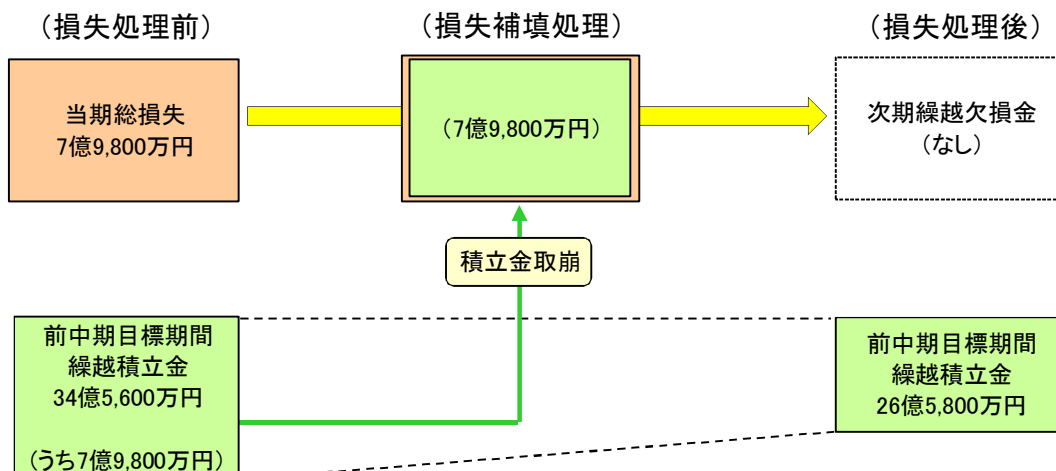 （損失処理前）
（損失補填処理）
（損失処理後）
当期総損失
7億9,800万円
（7億9,800万円）
次期繰越欠損金
（なし）
積立金取崩
前中期目標期間
繰越積立金
34億5,600万円
（うち7億9,800万円）
前中期目標期間
繰越積立金
26億5,800万円